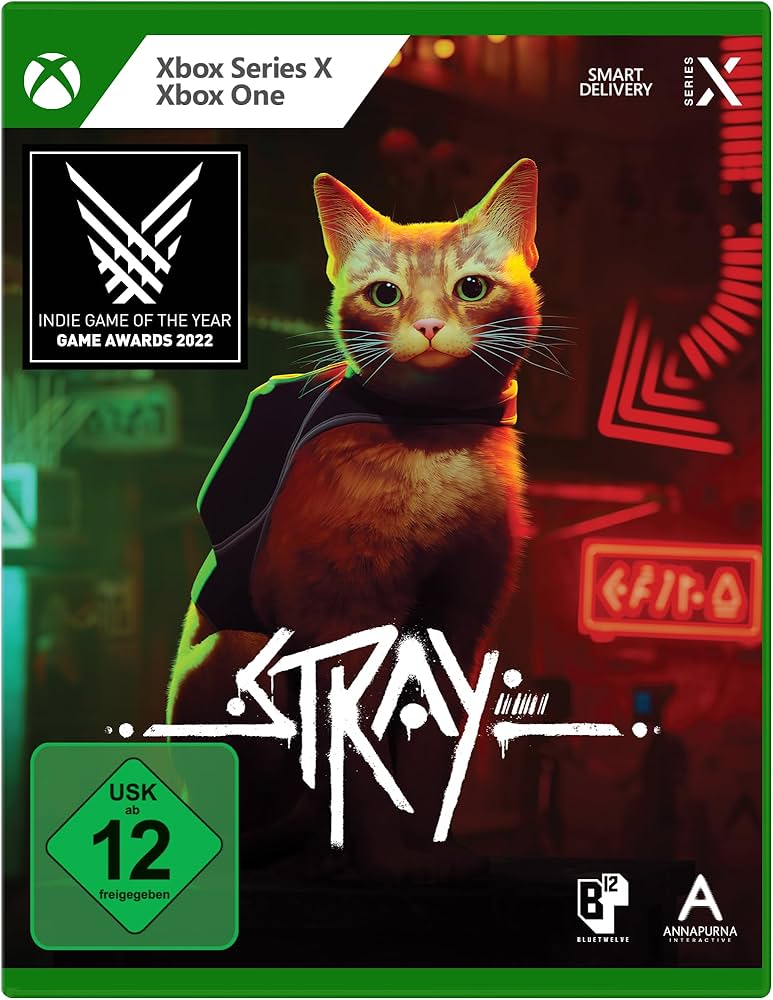 Xbox Series X
Xbox One
SMART
DELIVERY
SERIES X
INDIE GAME OF THE YEAR
GAME AWARDS 2022
STRAY
USK
ab
12
freigegeben
B12
BLUETWELVE
A
ANNAPURNA
INTERACTIVE